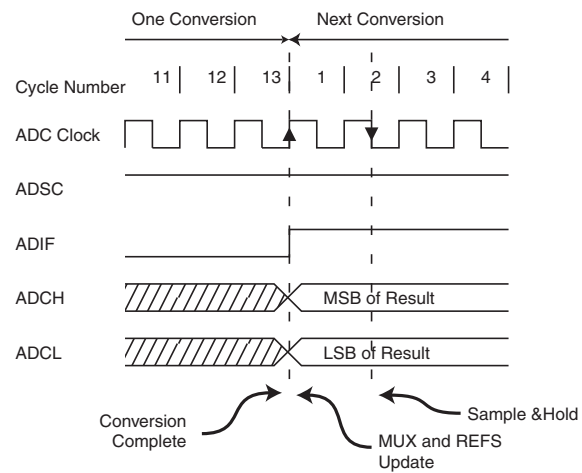 One Conversion Next Conversion
Cycle Number 11 12 13 1 2 3 4
ADC Clock
ADSC
ADIF
ADCH MSB of Result
ADCL LSB of Result
Conversion
Complete
MUX and REFS
Update
Sample &Hold